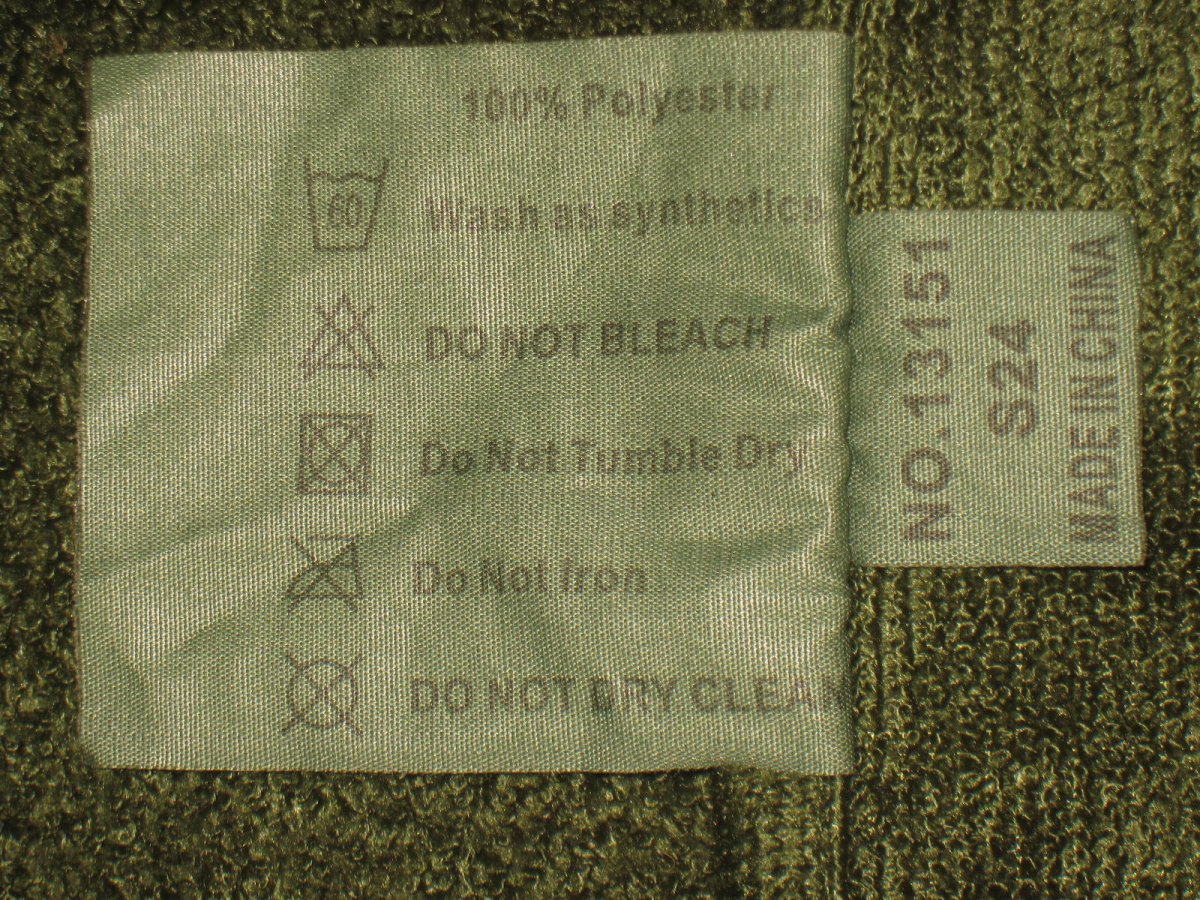 100% Polyester
60
Wash as synthetics
DO NOT BLEACH
Do Not Tumble Dry
Do Not Iron
DO NOT DRY CLEAN
NO.13151
S24
MADE IN CHINA